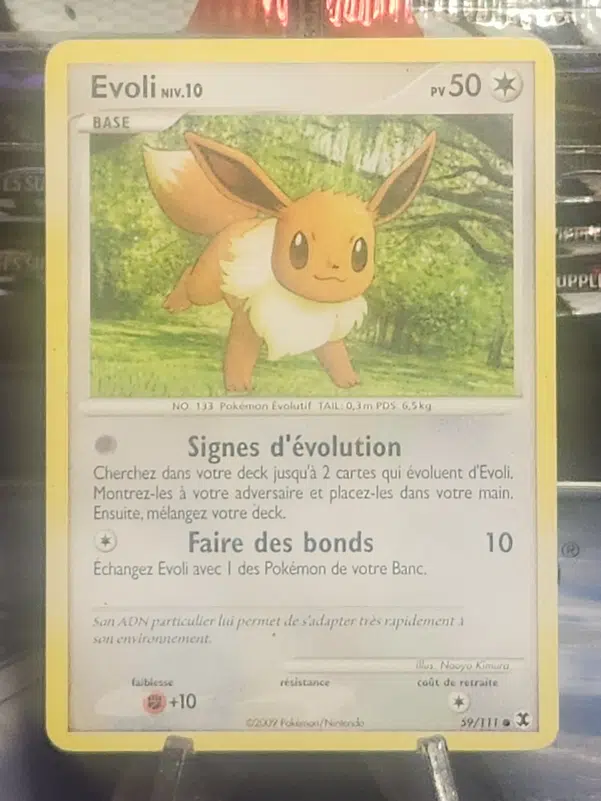 Evoli NIV.10
PV 50
BASE
NO. 133 Pokémon Évolutif TAIL: 0,3 m PDS: 6,5 kg
Signes d'évolution
Cherchez dans votre deck jusqu'à 2 cartes qui évoluent d'Evoli.
Montrez-les à votre adversaire et placez-les dans votre main.
Ensuite, mélangez votre deck.
Faire des bonds 10
Échangez Evoli avec 1 des Pokémon de votre Banc.
Son ADN particulier lui permet de s'adapter très rapidement à
son environnement.
Illus. Naoyo Kimura
faiblesse résistance coût de retraite
+10
©2009 Pokémon/Nintendo 59/111
®